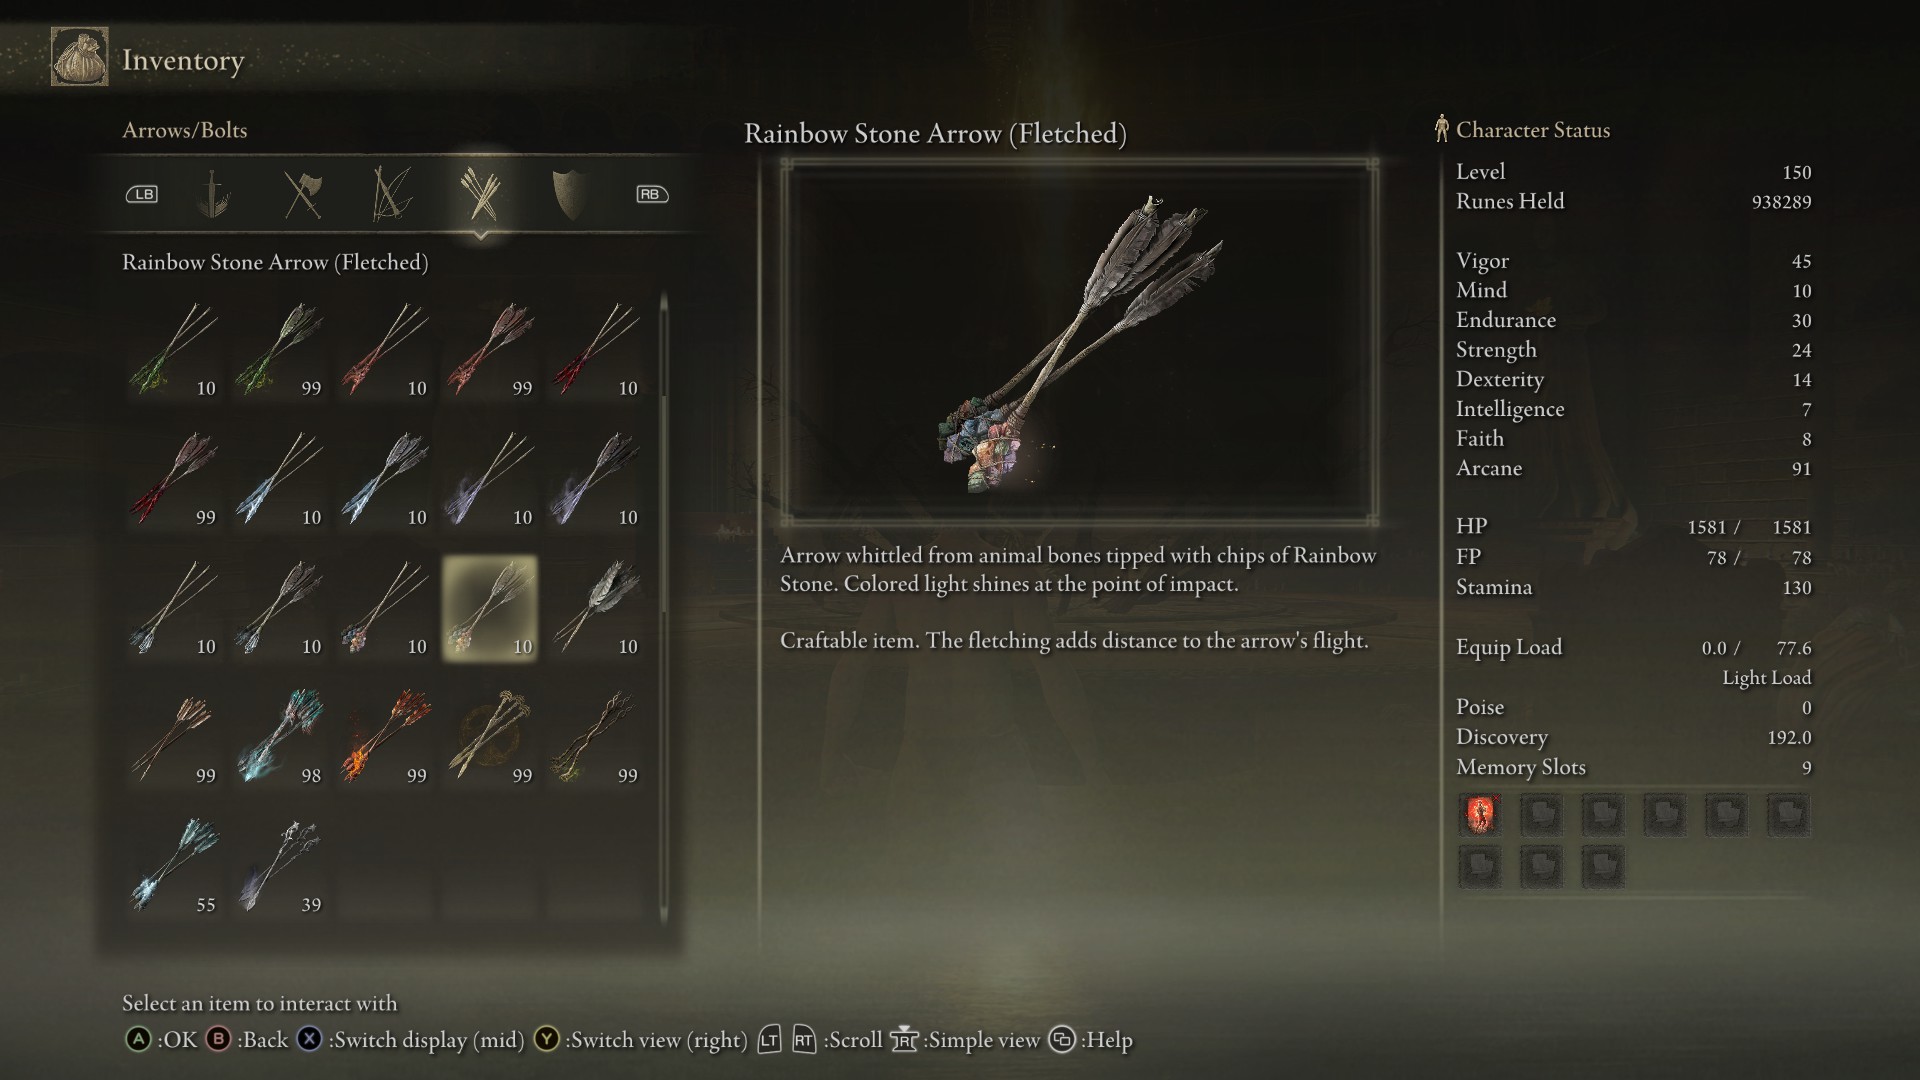 Inventory
Arrows/Bolts
LB
RB
Rainbow Stone Arrow (Fletched)
10 99 10 99 10
99 10 10 10 10
10 10 10 10 10
99 98 99 99 99
55 39
Rainbow Stone Arrow (Fletched)
Arrow whittled from animal bones tipped with chips of Rainbow
Stone. Colored light shines at the point of impact.
Craftable item. The fletching adds distance to the arrow's flight.
Character Status
Level 150
Runes Held 938289
Vigor 45
Mind 10
Endurance 30
Strength 24
Dexterity 14
Intelligence 7
Faith 8
Arcane 91
HP 1581 / 1581
FP 78 / 78
Stamina 130
Equip Load 0.0 / 77.6
Light Load
Poise 0
Discovery 192.0
Memory Slots 9
Select an item to interact with
A :OK B :Back X :Switch display (mid) Y :Switch view (right) LT RT :Scroll R :Simple view :Help